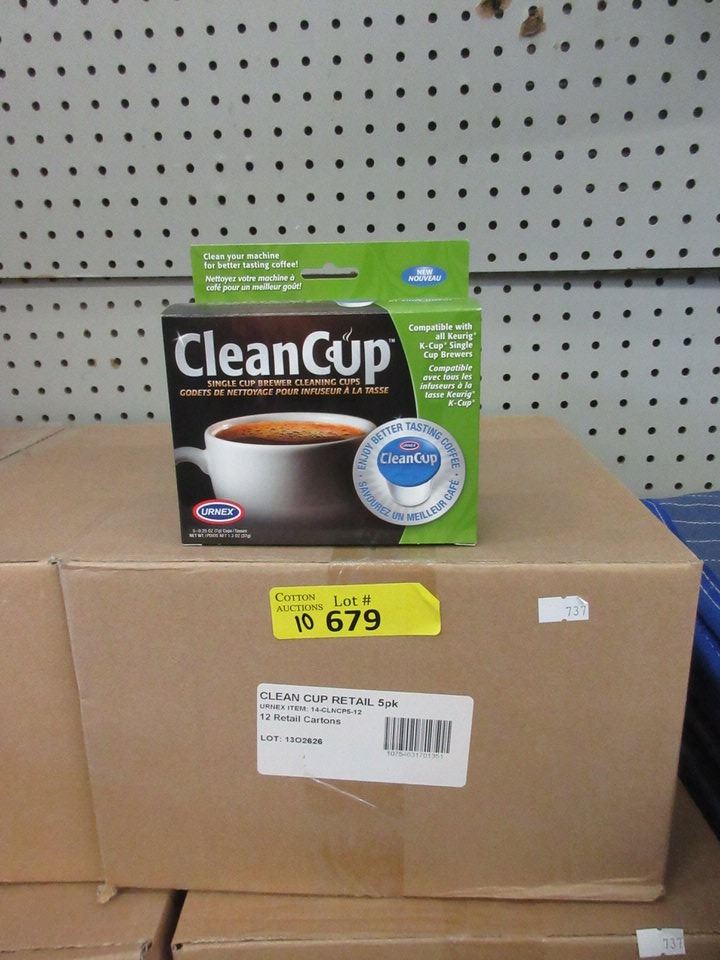 Clean your machine
for better tasting coffee!
Nettoyez votre machine à
café pour un meilleur goût!
NEW
NOUVEAU
CleanCup™
SINGLE CUP BREWER CLEANING CUPS
GODETS DE NETTOYAGE POUR INFUSEUR À LA TASSE
Compatible with
all Keurig®
K-Cup® Single
Cup Brewers
Compatible
avec tous les
infuseurs à la
tasse Keurig®
K-Cup®
ENJOY BETTER TASTING COFFEE
URNEX
CleanCup
SAVOUREZ UN MEILLEUR CAFÉ
URNEX
COTTON
AUCTIONS
Lot #
10 679
737
CLEAN CUP RETAIL 5pk
URNEX ITEM: 14-CLNCP5-12
12 Retail Cartons
LOT: 13O2626
10754631701351
737